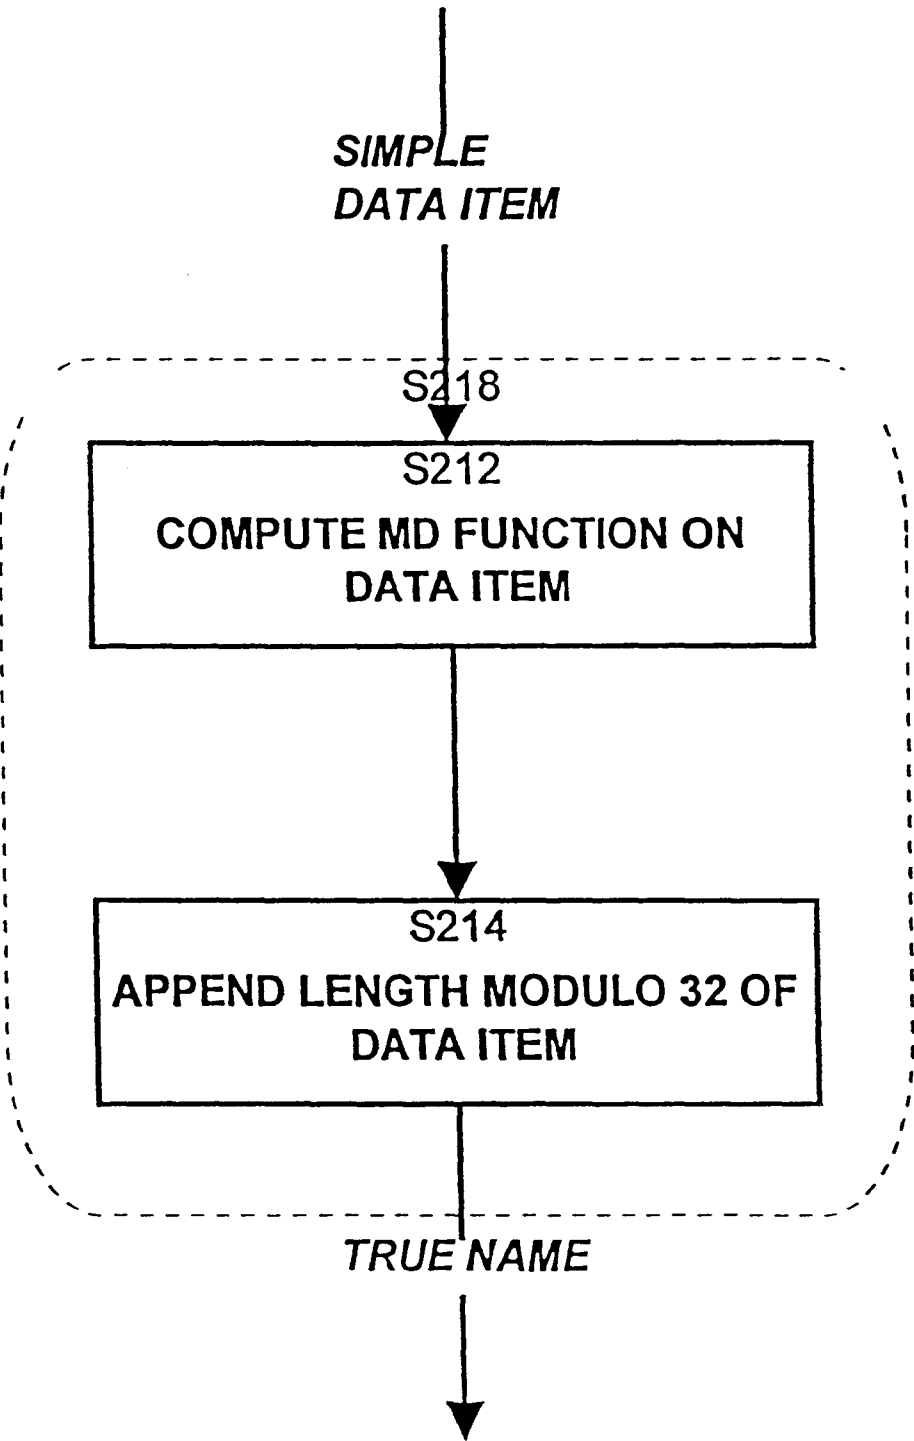 SIMPLE
DATA ITEM
S218
S212
COMPUTE MD FUNCTION ON
DATA ITEM
S214
APPEND LENGTH MODULO 32 OF
DATA ITEM
TRUE NAME